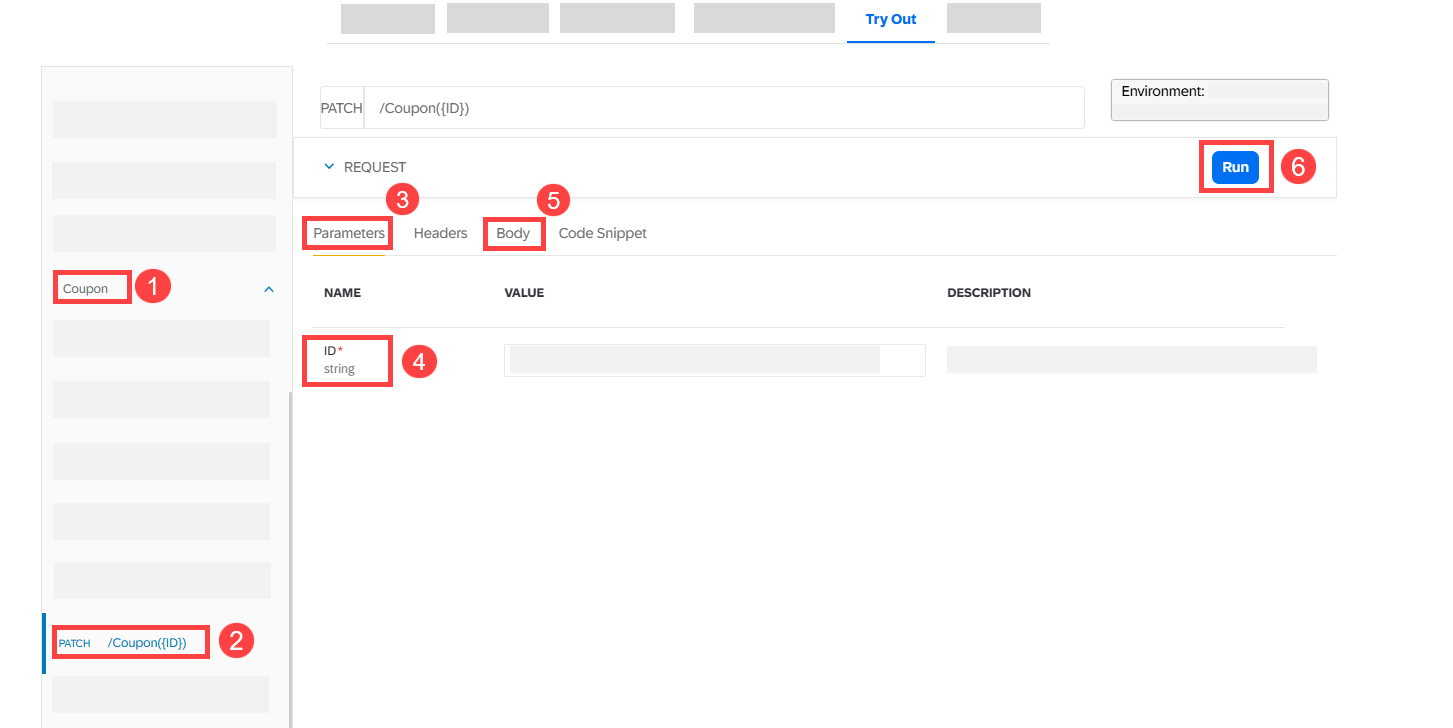 Try Out
PATCH /Coupon({ID})
Environment:
REQUEST
Run 6
3
5
Parameters Headers Body Code Snippet
Coupon 1
NAME VALUE DESCRIPTION
ID*
string
4
PATCH /Coupon({ID}) 2